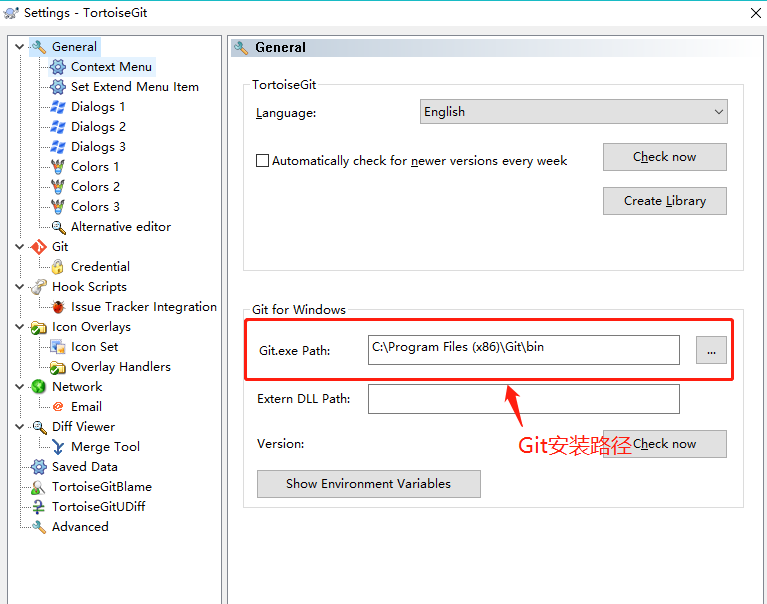 Settings - TortoiseGit
General
Context Menu
Set Extend Menu Item
Dialogs 1
Dialogs 2
Dialogs 3
Colors 1
Colors 2
Colors 3
Alternative editor
Git
Credential
Hook Scripts
Issue Tracker Integration
Icon Overlays
Icon Set
Overlay Handlers
Network
Email
Diff Viewer
Merge Tool
Saved Data
TortoiseGitBlame
TortoiseGitUDiff
Advanced
General
TortoiseGit
Language: English
Automatically check for newer versions every week Check now
Create Library
Git for Windows
Git.exe Path: C:\Program Files (x86)\Git\bin ...
Extern DLL Path:
Git安装路径
Version: Check now
Show Environment Variables